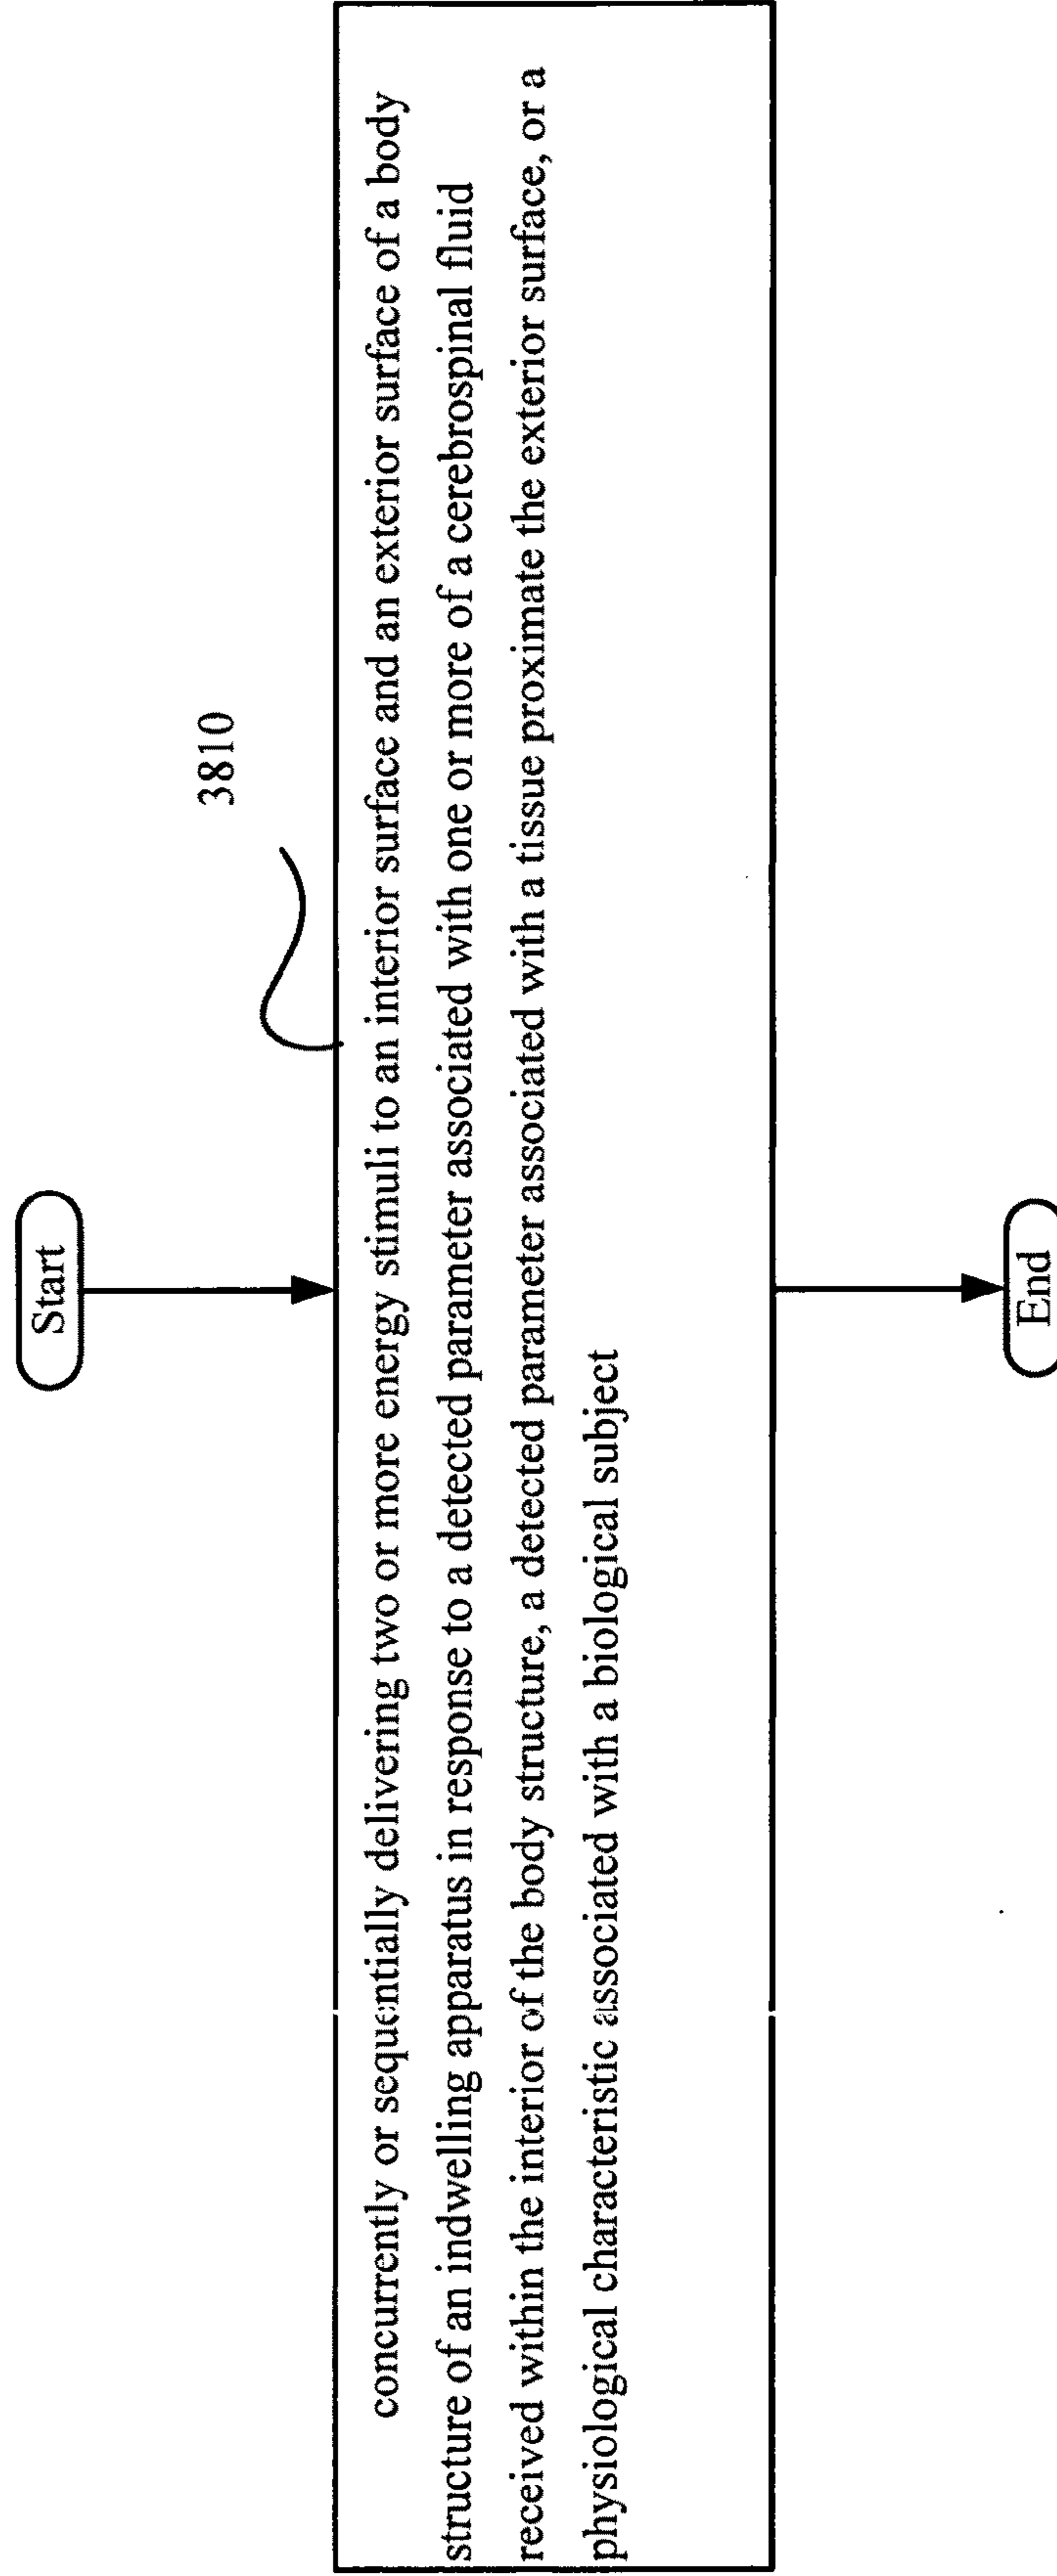 Start
3810
concurrently or sequentially delivering two or more energy stimuli to an interior surface and an exterior surface of a body
structure of an indwelling apparatus in response to a detected parameter associated with one or more of a cerebrospinal fluid
received within the interior of the body structure, a detected parameter associated with a tissue proximate the exterior surface, or a
physiological characteristic associated with a biological subject
End